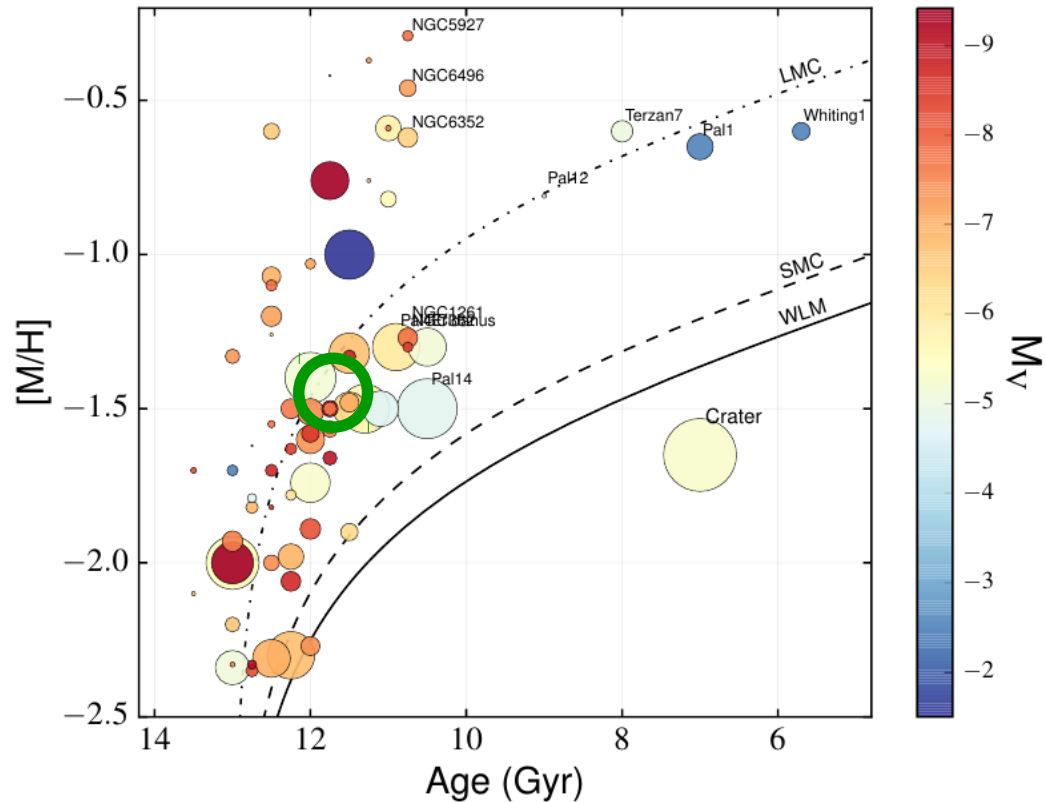 NGC5927
NGC6496
NGC6352
LMC
Terzan7
Pal1
Whiting1
Pal12
SMC
WLM
NGC1261
Pal14
Crater
−0.5
−1.0
−1.5
−2.0
−2.5
14
12
10
8
6
[M/H]
Age (Gyr)
−9
−8
−7
−6
−5
−4
−3
−2
Mv